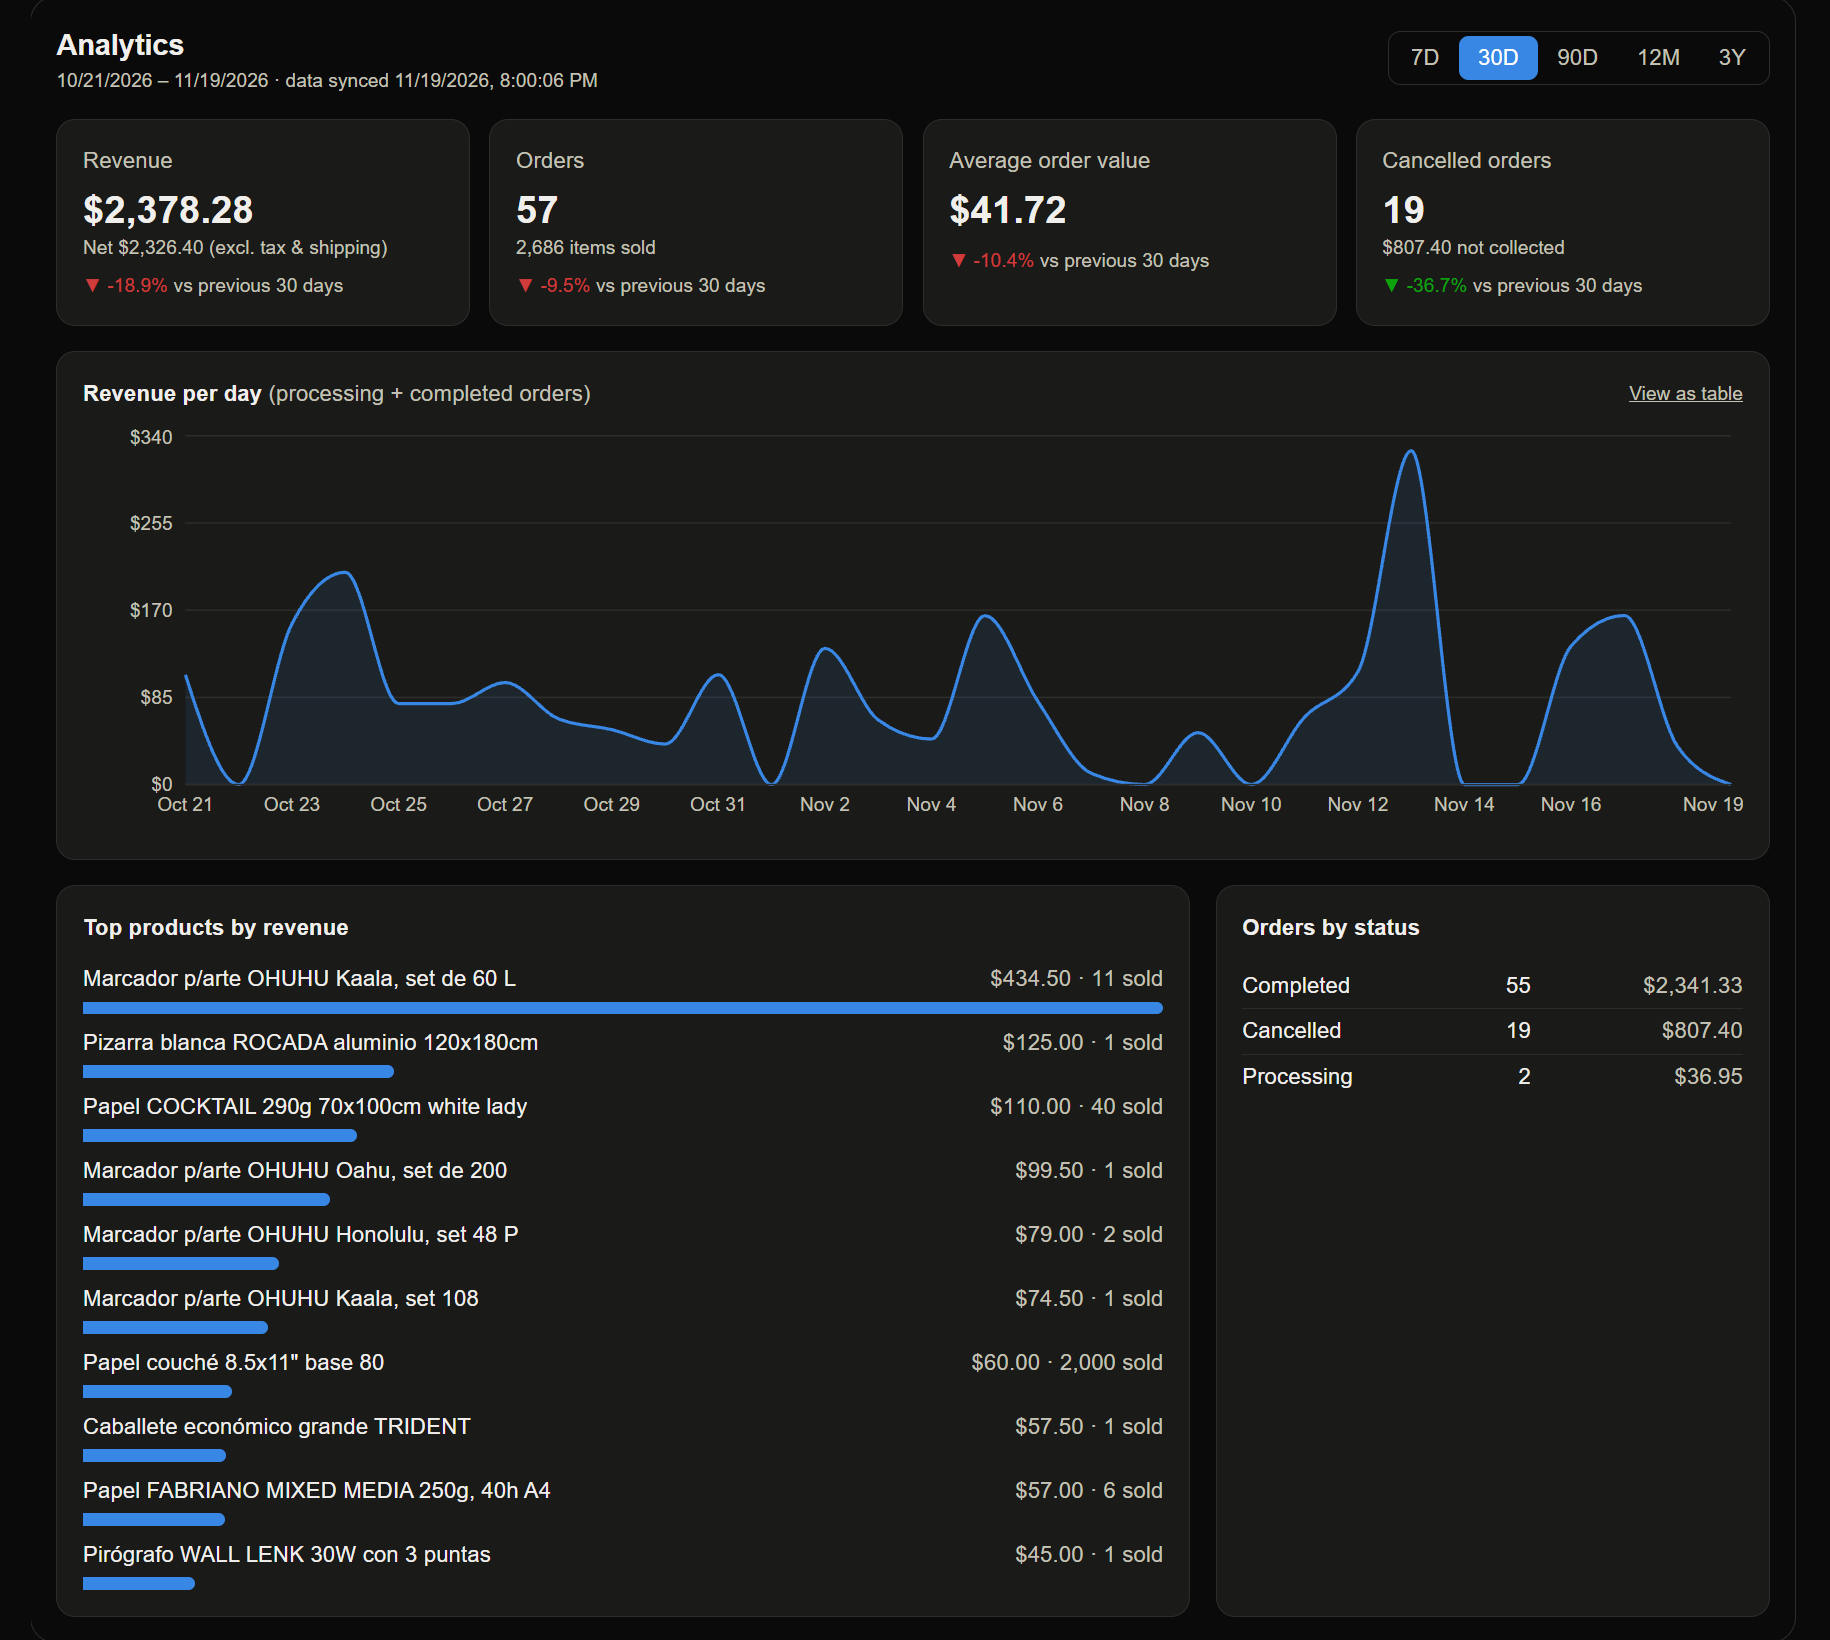 Analytics
10/21/2026 – 11/19/2026 · data synced 11/19/2026, 8:00:06 PM
7D 30D 90D 12M 3Y
Revenue
$2,378.28
Net $2,326.40 (excl. tax & shipping)
▼ -18.9% vs previous 30 days
Orders
57
2,686 items sold
▼ -9.5% vs previous 30 days
Average order value
$41.72
▼ -10.4% vs previous 30 days
Cancelled orders
19
$807.40 not collected
▼ -36.7% vs previous 30 days
Revenue per day (processing + completed orders)
View as table
$340
$255
$170
$85
$0
Oct 21 Oct 23 Oct 25 Oct 27 Oct 29 Oct 31 Nov 2 Nov 4 Nov 6 Nov 8 Nov 10 Nov 12 Nov 14 Nov 16 Nov 19
Top products by revenue
Marcador p/arte OHUHU Kaala, set de 60 L $434.50 · 11 sold
Pizarra blanca ROCADA aluminio 120x180cm $125.00 · 1 sold
Papel COCKTAIL 290g 70x100cm white lady $110.00 · 40 sold
Marcador p/arte OHUHU Oahu, set de 200 $99.50 · 1 sold
Marcador p/arte OHUHU Honolulu, set 48 P $79.00 · 2 sold
Marcador p/arte OHUHU Kaala, set 108 $74.50 · 1 sold
Papel couché 8.5x11" base 80 $60.00 · 2,000 sold
Caballete económico grande TRIDENT $57.50 · 1 sold
Papel FABRIANO MIXED MEDIA 250g, 40h A4 $57.00 · 6 sold
Pirógrafo WALL LENK 30W con 3 puntas $45.00 · 1 sold
Orders by status
Completed 55 $2,341.33
Cancelled 19 $807.40
Processing 2 $36.95